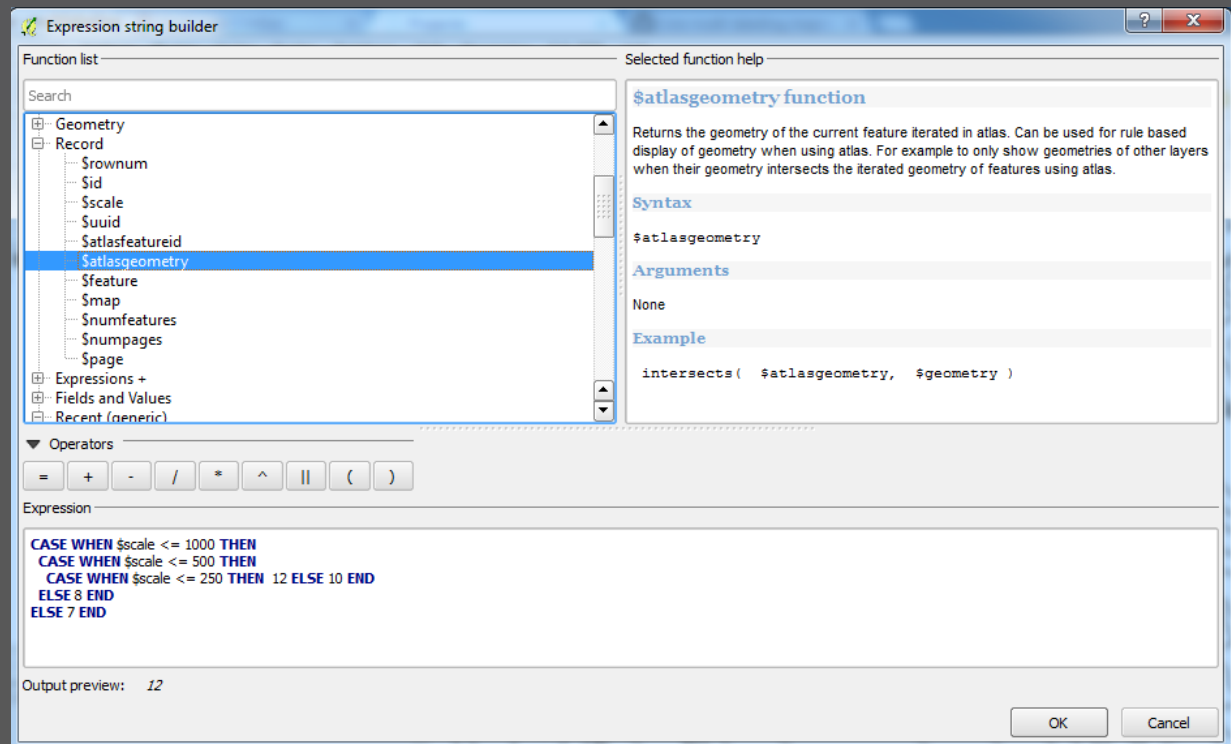 Expression string builder
?
X
Function list
Search
Geometry
Record
$rownum
$id
$scale
$uuid
$atlasfeatureid
$atlasgeometry
$feature
$map
$numfeatures
$numpages
$page
Expressions +
Fields and Values
Recent (generic)
Selected function help
$atlasgeometry function
Returns the geometry of the current feature iterated in atlas. Can be used for rule based
display of geometry when using atlas. For example to only show geometries of other layers
when their geometry intersects the iterated geometry of features using atlas.
Syntax
$atlasgeometry
Arguments
None
Example
intersects( $atlasgeometry, $geometry )
Operators
= + - / * ^ || ( )
Expression
CASE WHEN $scale <= 1000 THEN
CASE WHEN $scale <= 500 THEN
CASE WHEN $scale <= 250 THEN 12 ELSE 10 END
ELSE 8 END
ELSE 7 END
Output preview: 12
OK Cancel